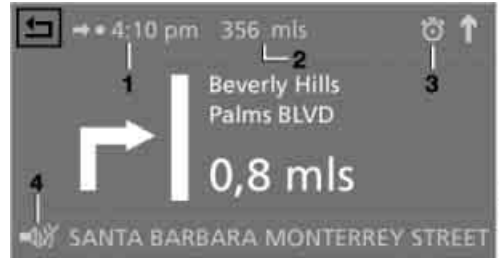 4:10 pm 356 mls
1
2
3
Beverly Hills
Palms BLVD
0,8 mls
4
SANTA BARBARA MONTERREY STREET